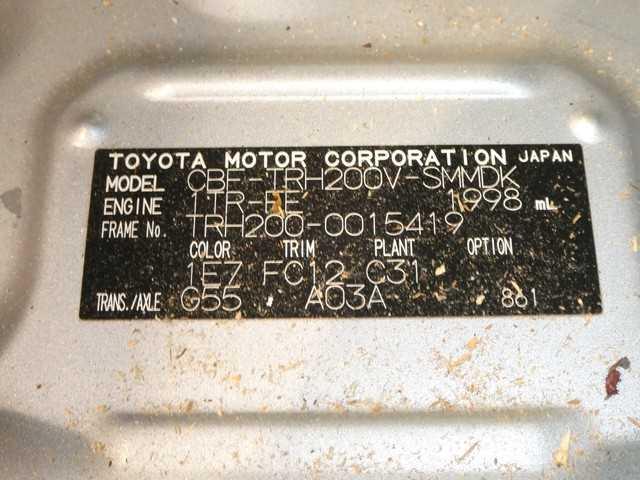 TOYOTA MOTOR CORPORATION JAPAN
MODEL CBF-TRH200V-SMMDK
ENGINE 1TR-FE 1998 mL
FRAME No. TRH200-0015419
COLOR TRIM PLANT OPTION
1E7 FC12 C31
TRANS./AXLE G55 A03A 861